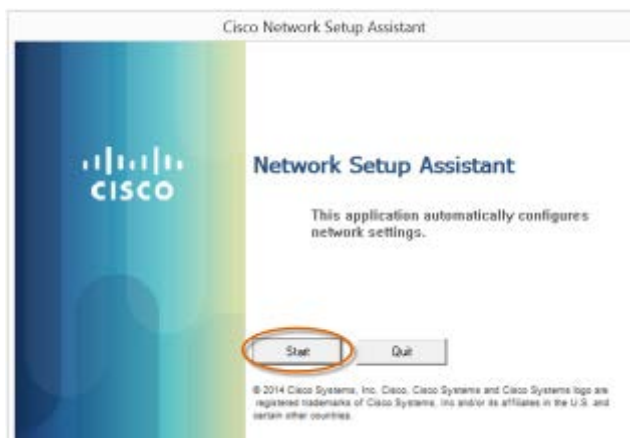 Cisco Network Setup Assistant
CISCO
Network Setup Assistant
This application automatically configures
network settings.
Start
Quit
© 2014 Cisco Systems, Inc. Cisco, Cisco Systems and Cisco Systems logo are
registered trademarks of Cisco Systems, Inc and/or its affiliates in the U.S. and
certain other countries.